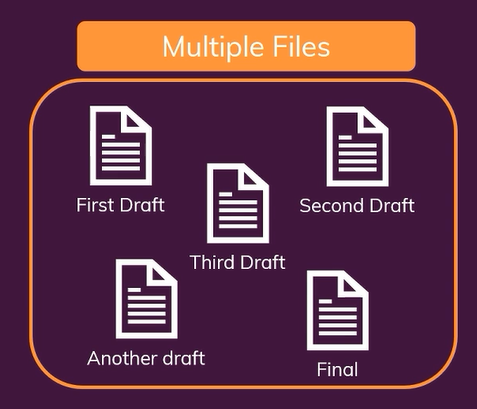 Multiple Files
First Draft
Second Draft
Third Draft
Another draft
Final